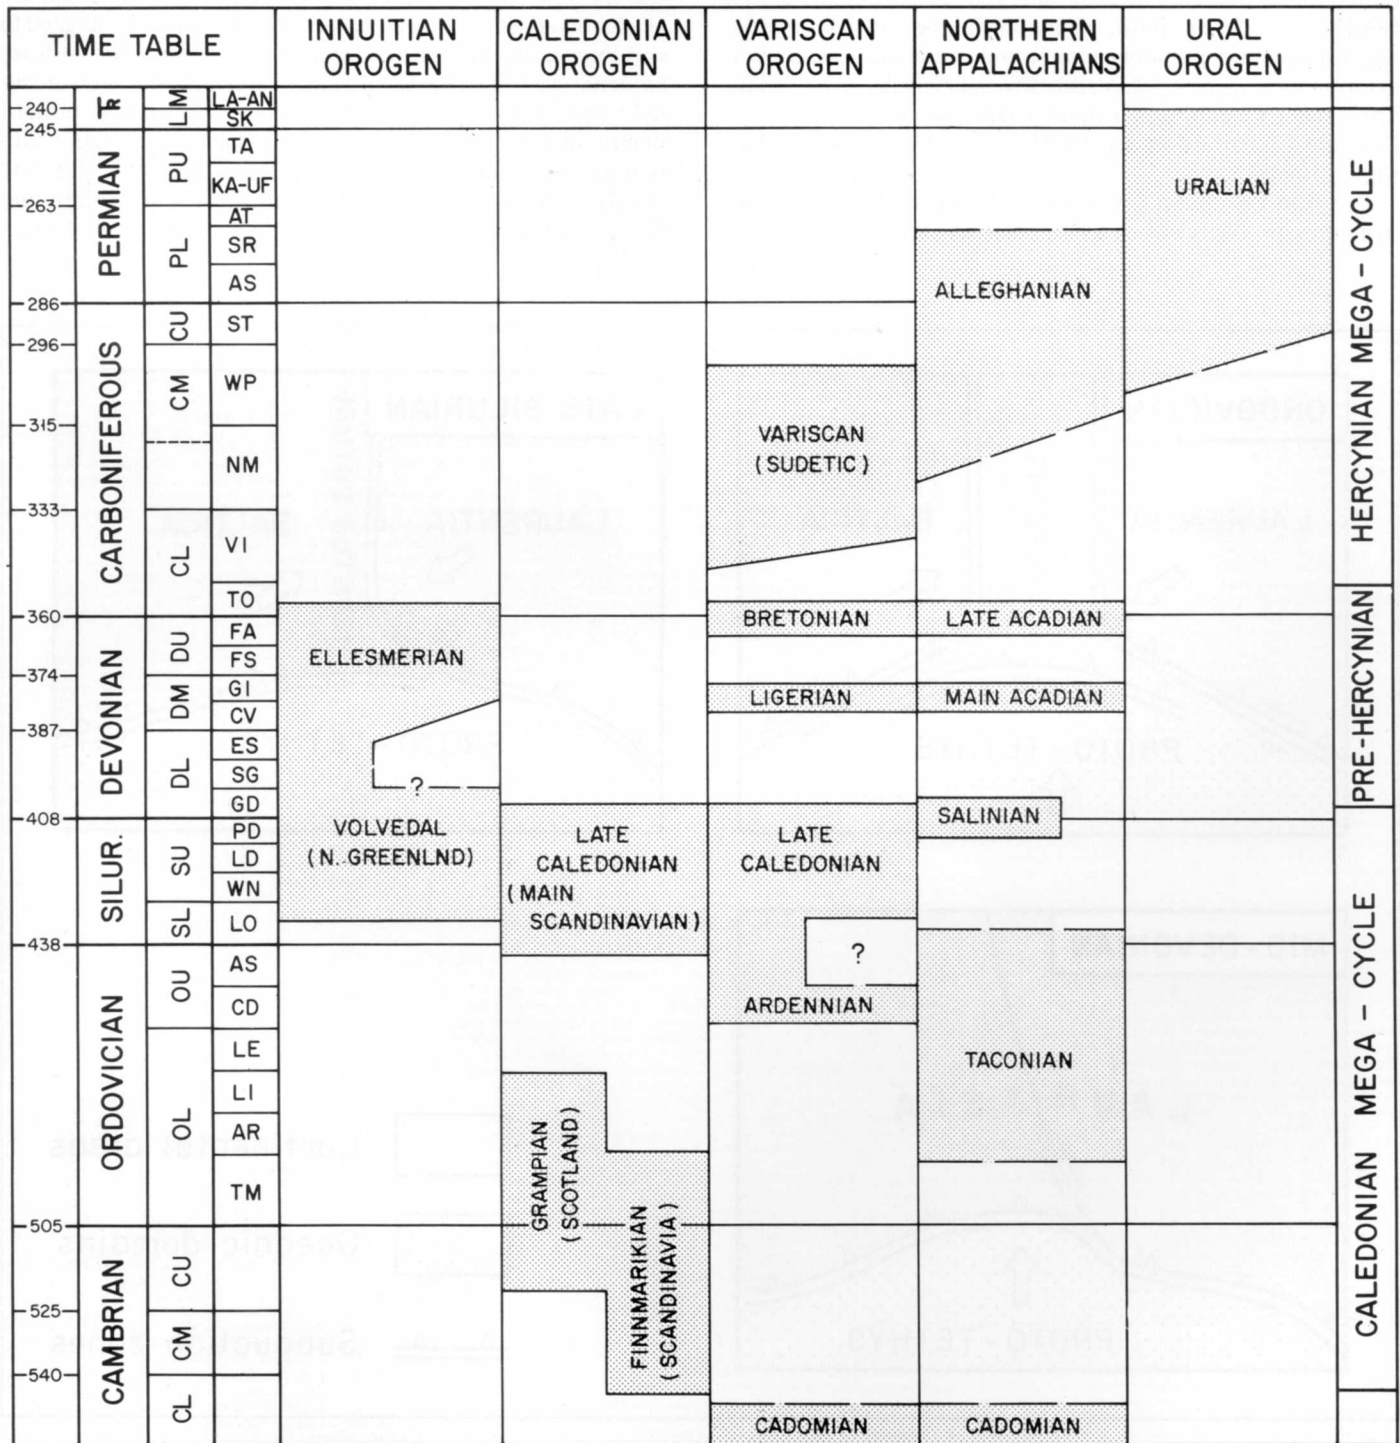 TIME TABLE
INNUITIAN
OROGEN
CALEDONIAN
OROGEN
VARISCAN
OROGEN
NORTHERN
APPALACHIANS
URAL
OROGEN
240
245
263
286
296
315
333
360
374
387
408
438
505
525
540
TR
PERMIAN
CARBONIFEROUS
DEVONIAN
SILUR.
ORDOVICIAN
CAMBRIAN
M
L
PU
PL
CU
CM
CL
DU
DM
DL
SU
SL
OU
OL
CU
CM
CL
LA-AN
SK
TA
KA-UF
AT
SR
AS
ST
WP
NM
VI
TO
FA
FS
GI
CV
ES
SG
GD
PD
LD
WN
LO
AS
CD
LE
LI
AR
TM
ELLESMERIAN
?
VOLVEDAL
(N. GREENLND)
LATE
CALEDONIAN
(MAIN
SCANDINAVIAN)
GRAMPIAN
(SCOTLAND)
FINNMARIKIAN
(SCANDINAVIA)
VARISCAN
(SUDETIC)
BRETONIAN
LIGERIAN
LATE
CALEDONIAN
?
ARDENNIAN
CADOMIAN
ALLEGHANIAN
LATE ACADIAN
MAIN ACADIAN
SALINIAN
TACONIAN
CADOMIAN
URALIAN
HERCYNIAN MEGA-CYCLE
PRE-HERCYNIAN
CALEDONIAN MEGA-CYCLE